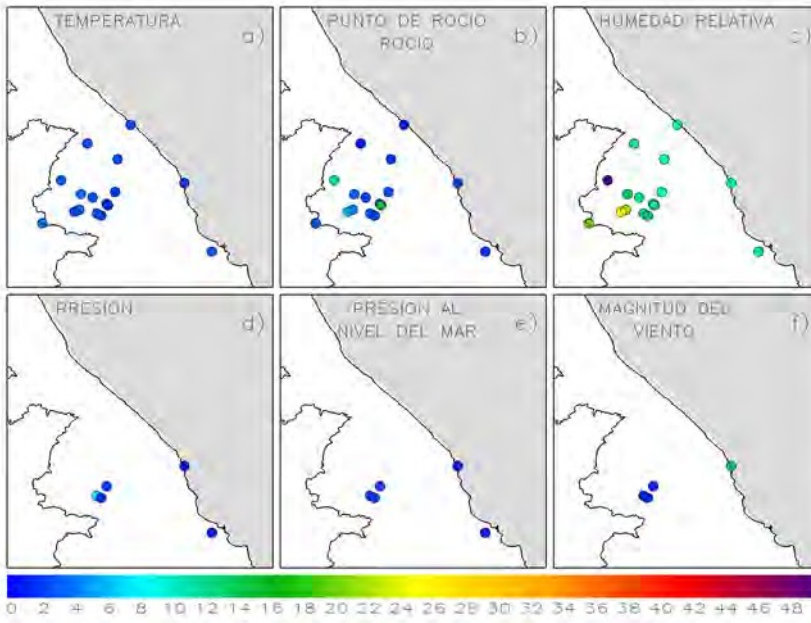 TEMPERATURA
a)
PUNTO DE ROCIO
ROCIO
b)
HUMEDAD RELATIVA
c)
PRESION
d)
PRESION AL
NIVEL DEL MAR
e)
MAGNITUD DEL
VIENTO
f)
0 2 4 6 8 10 12 14 16 18 20 22 24 26 28 30 32 34 36 38 40 42 44 46 48